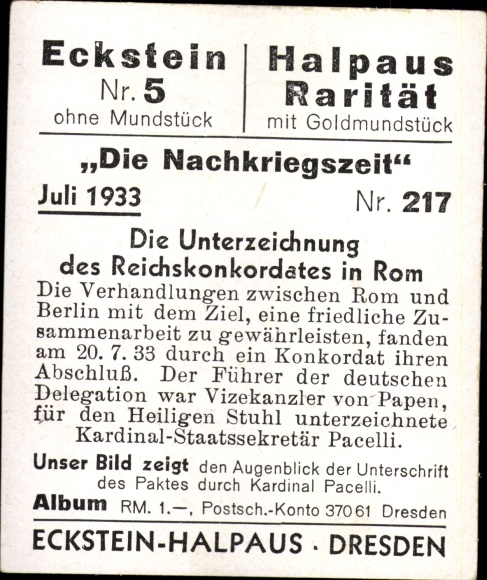 Eckstein
Nr. 5
ohne Mundstück
Halpaus
Rarität
mit Goldmundstück
„Die Nachkriegszeit“
Juli 1933 Nr. 217
Die Unterzeichnung
des Reichskonkordates in Rom
Die Verhandlungen zwischen Rom und
Berlin mit dem Ziel, eine friedliche Zu-
sammenarbeit zu gewährleisten, fanden
am 20. 7. 33 durch ein Konkordat ihren
Abschluß. Der Führer der deutschen
Delegation war Vizekanzler von Papen,
für den Heiligen Stuhl unterzeichnete
Kardinal-Staatssekretär Pacelli.
Unser Bild zeigt den Augenblick der Unterschrift
des Paktes durch Kardinal Pacelli.
Album RM. 1.—, Postsch.-Konto 37061 Dresden
ECKSTEIN-HALPAUS · DRESDEN